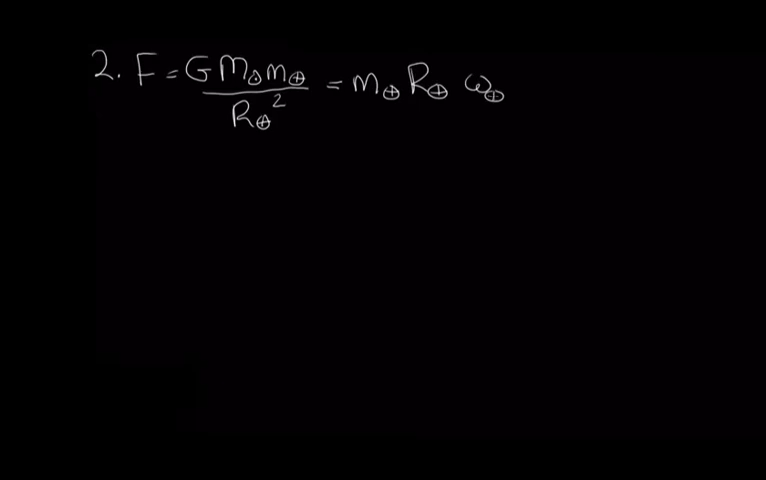 2. F = G M⊙ m⊕ / R⊕² = m⊕ R⊕ ω⊕